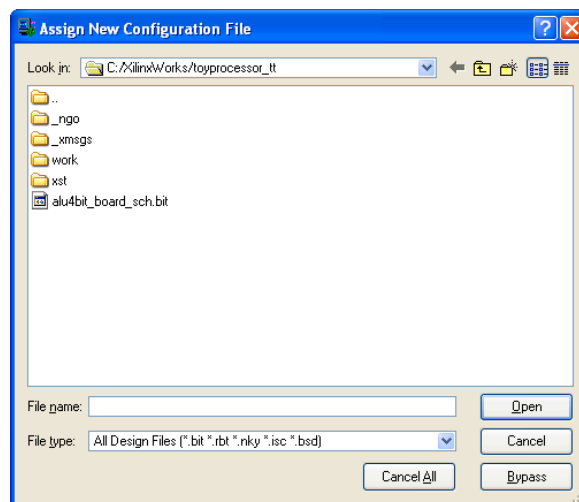 Assign New Configuration File
Look in: C:/XilinxWorks/toyprocessor_tt
..
_ngo
_xmsgs
work
xst
alu4bit_board_sch.bit
File name: Open
File type: All Design Files (*.bit *.rbt *.nky *.isc *.bsd) Cancel
Cancel All Bypass